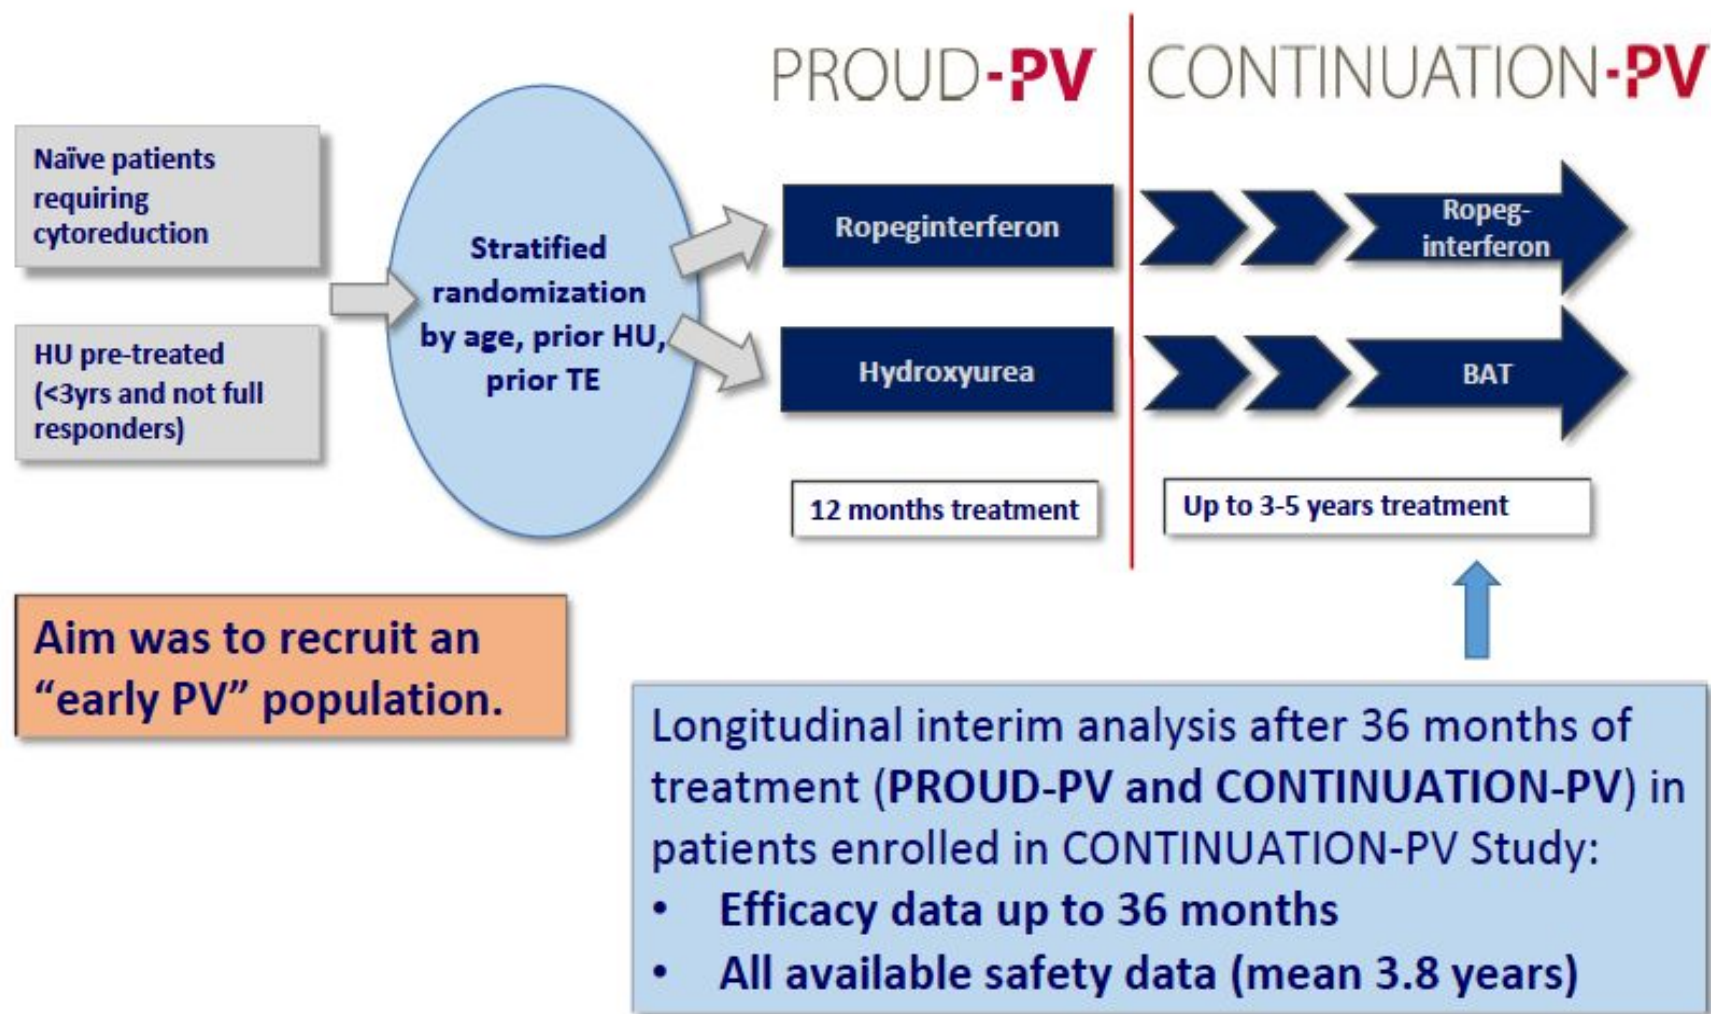 PROUD-PV
CONTINUATION-PV
Naïve patients
requiring
cytoreduction
HU pre-treated
(<3yrs and not full
responders)
Stratified
randomization
by age, prior HU,
prior TE
Ropeginterferon
Hydroxyurea
Ropeg-
interferon
BAT
12 months treatment
Up to 3-5 years treatment
Aim was to recruit an
“early PV” population.
Longitudinal interim analysis after 36 months of
treatment (PROUD-PV and CONTINUATION-PV) in
patients enrolled in CONTINUATION-PV Study:
• Efficacy data up to 36 months
• All available safety data (mean 3.8 years)